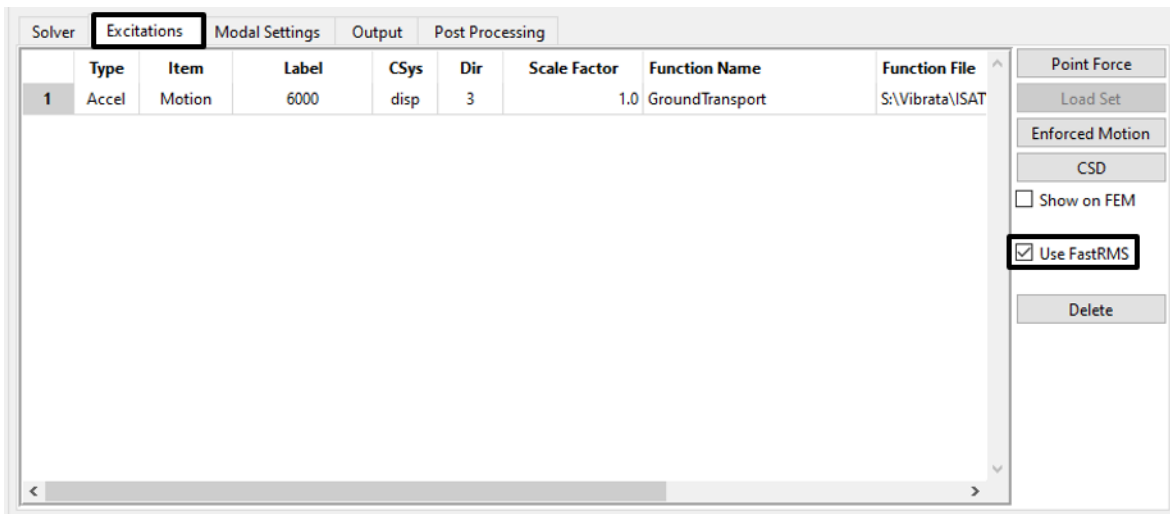 Solver Excitations Modal Settings Output Post Processing
Type Item Label CSys Dir Scale Factor Function Name Function File
1 Accel Motion 6000 disp 3 1.0 GroundTransport S:\Vibrata\ISAT
Point Force
Load Set
Enforced Motion
CSD
Show on FEM
Use FastRMS
Delete